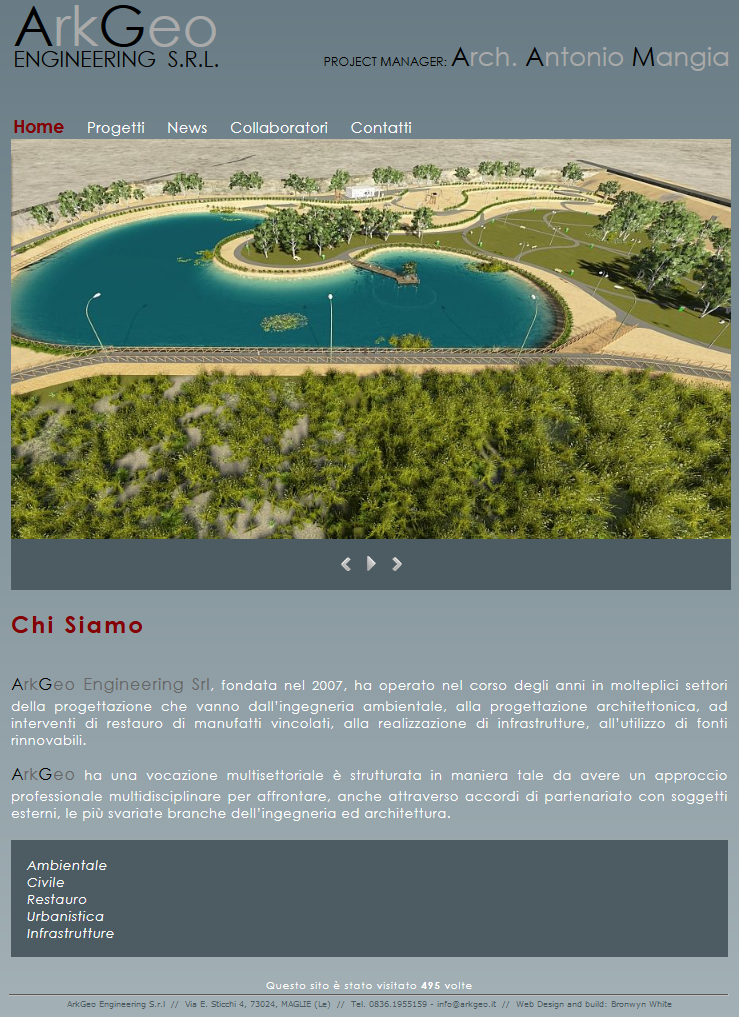 ArkGeo
ENGINEERING S.R.L.
PROJECT MANAGER: Arch. Antonio Mangia
Home Progetti News Collaboratori Contatti
Chi Siamo
ArkGeo Engineering Srl, fondata nel 2007, ha operato nel corso degli anni in molteplici settori
della progettazione che vanno dall'ingegneria ambientale, alla progettazione architettonica, ad
interventi di restauro di manufatti vincolati, alla realizzazione di infrastrutture, all'utilizzo di fonti
rinnovabili.
ArkGeo ha una vocazione multisettoriale è strutturata in maniera tale da avere un approccio
professionale multidisciplinare per affrontare, anche attraverso accordi di partenariato con soggetti
esterni, le più svariate branche dell'ingegneria ed architettura.
Ambientale
Civile
Restauro
Urbanistica
Infrastrutture
Questo sito è stato visitato 495 volte
ArkGeo Engineering S.r.l // Via E. Sticchi 4, 73024, MAGLIE (Le) // Tel. 0836.1955159 - info@arkgeo.it // Web Design and build: Bronwyn White